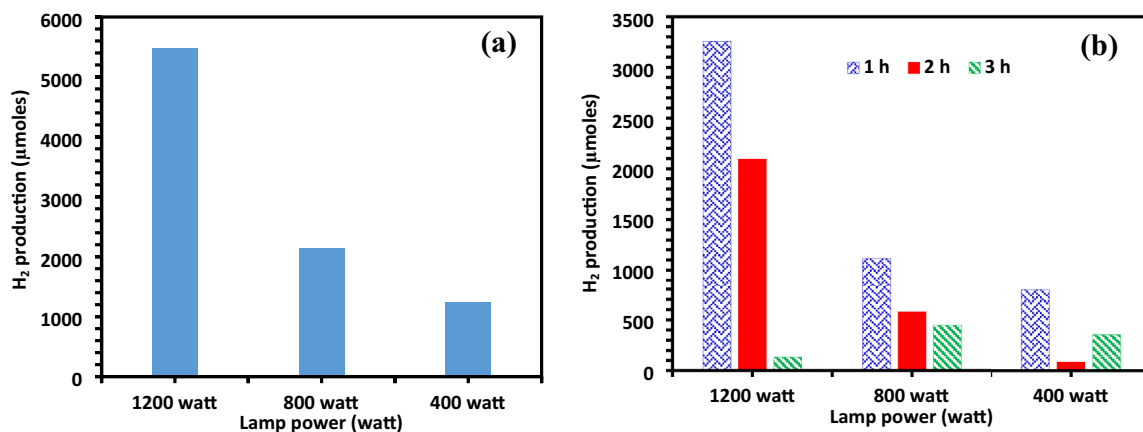 (a)
H₂ production (μmoles)
6000
5000
4000
3000
2000
1000
0
1200 watt 800 watt 400 watt
Lamp power (watt)
(b)
1 h 2 h 3 h
H₂ production (μmoles)
3500
3000
2500
2000
1500
1000
500
0
1200 watt 800 watt 400 watt
Lamp power (watt)